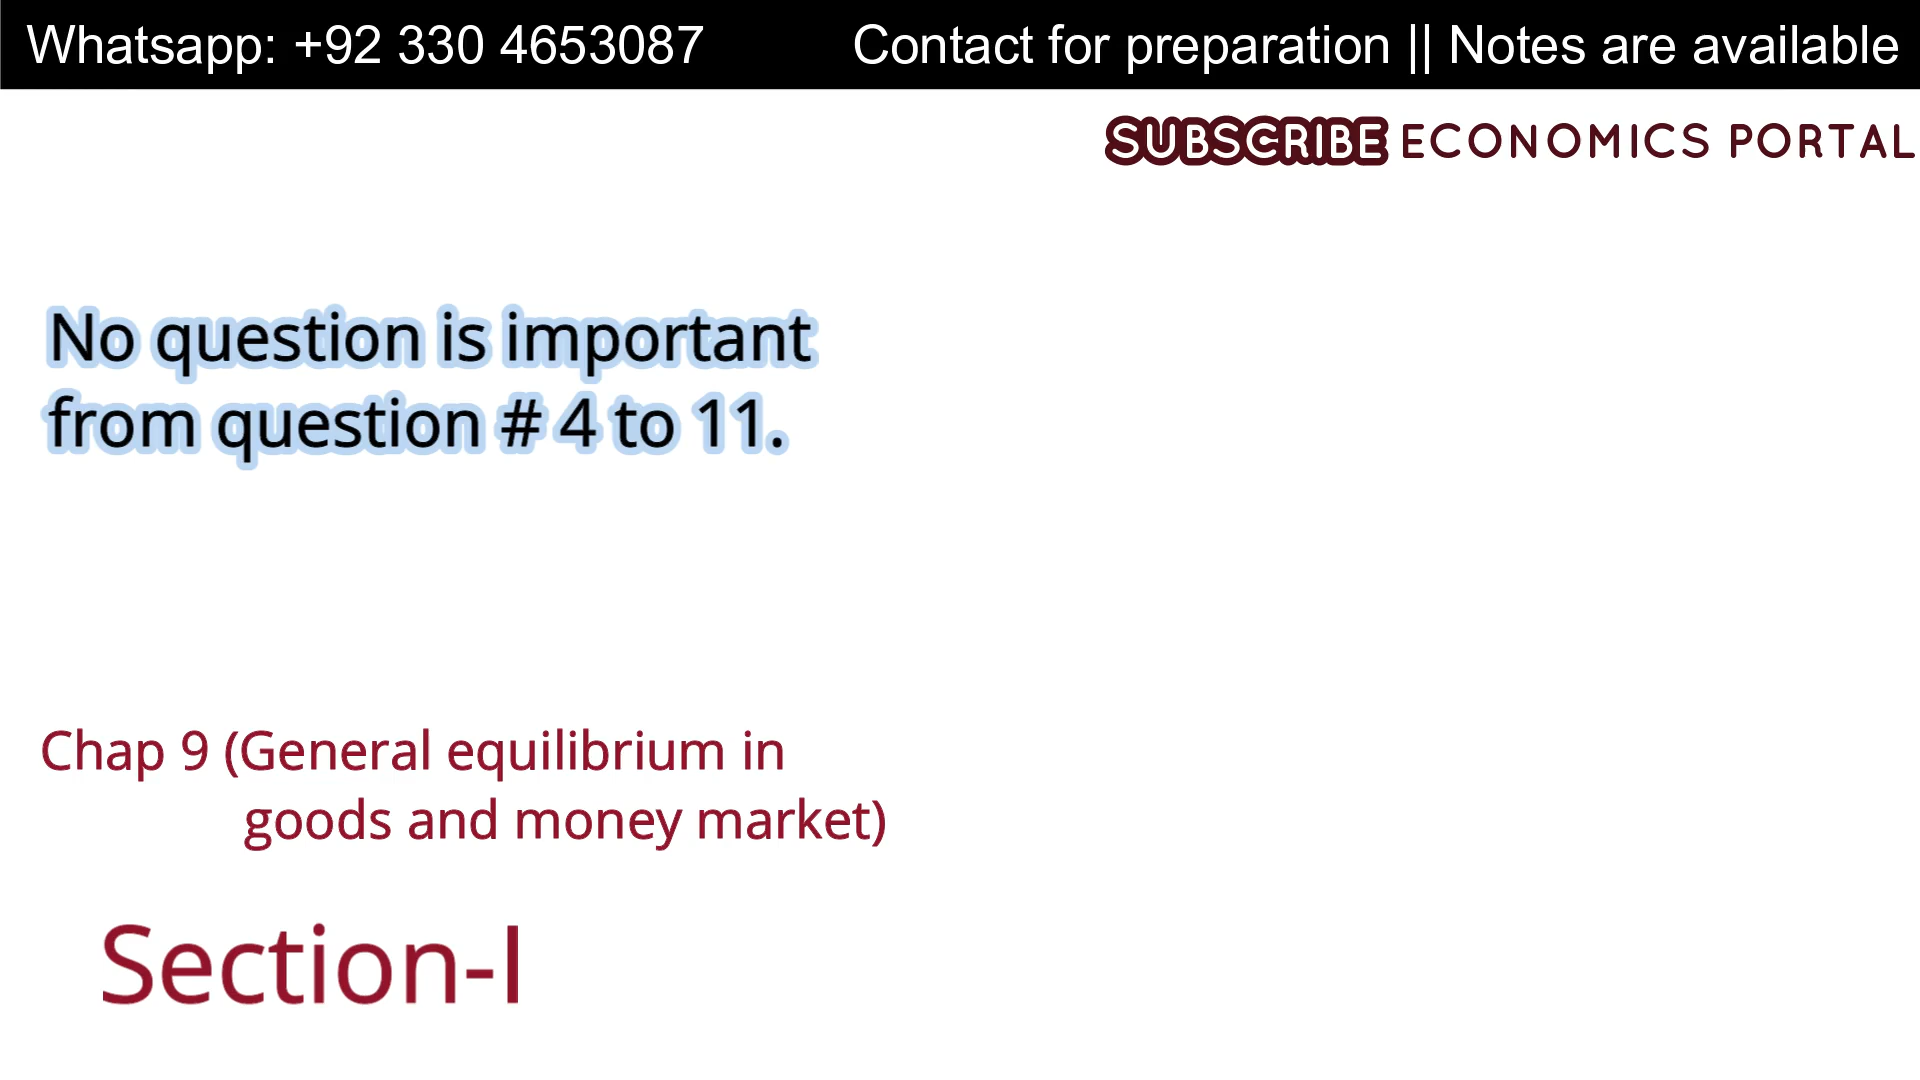 Whatsapp: +92 330 4653087 Contact for preparation || Notes are available
SUBSCRIBE ECONOMICS PORTAL
No question is important
from question # 4 to 11.
Chap 9 (General equilibrium in
goods and money market)
Section-I